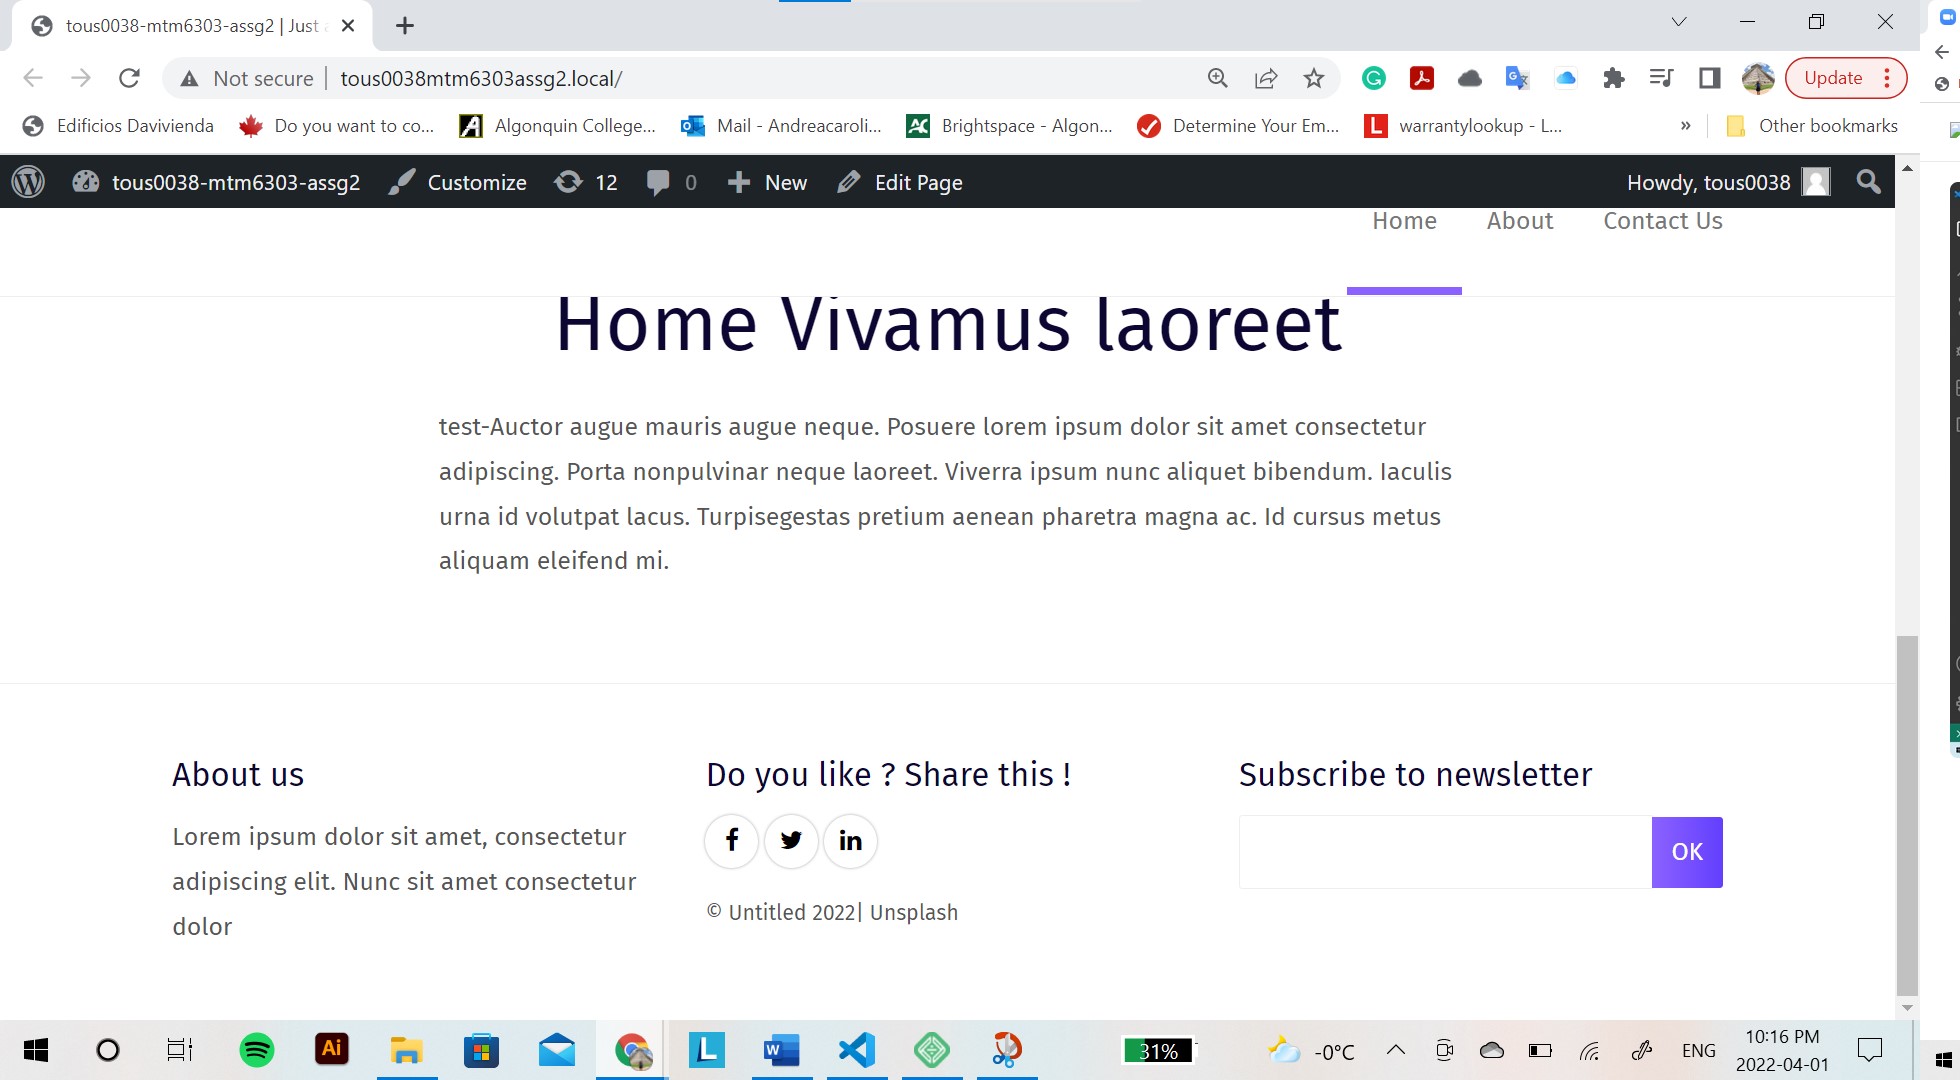 tous0038-mtm6303-assg2 | Just
Not secure | tous0038mtm6303assg2.local/
Update
Edificios Davivienda
Do you want to co...
Algonquin College...
Mail - Andreacaroli...
Brightspace - Algon...
Determine Your Em...
warrantylookup - L...
»
Other bookmarks
tous0038-mtm6303-assg2
Customize
12
0
New
Edit Page
Howdy, tous0038
Home
About
Contact Us
Home Vivamus laoreet
test-Auctor augue mauris augue neque. Posuere lorem ipsum dolor sit amet consectetur
adipiscing. Porta nonpulvinar neque laoreet. Viverra ipsum nunc aliquet bibendum. Iaculis
urna id volutpat lacus. Turpisegestas pretium aenean pharetra magna ac. Id cursus metus
aliquam eleifend mi.
About us
Lorem ipsum dolor sit amet, consectetur
adipiscing elit. Nunc sit amet consectetur
dolor
Do you like ? Share this !
© Untitled 2022| Unsplash
Subscribe to newsletter
OK
31%
-0°C
ENG
10:16 PM
2022-04-01